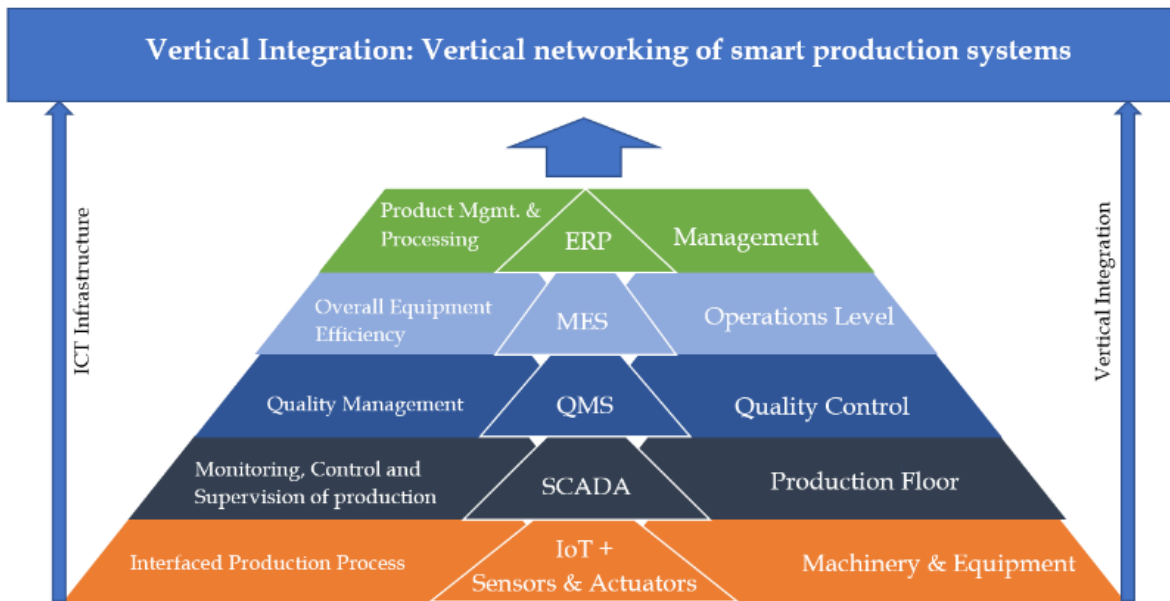 Vertical Integration: Vertical networking of smart production systems
ICT Infrastructure
Vertical Integration
Product Mgmt. &
Processing
ERP
Management
Overall Equipment
Efficiency
MES
Operations Level
Quality Management
QMS
Quality Control
Monitoring, Control and
Supervision of production
SCADA
Production Floor
Interfaced Production Process
IoT +
Sensors & Actuators
Machinery & Equipment